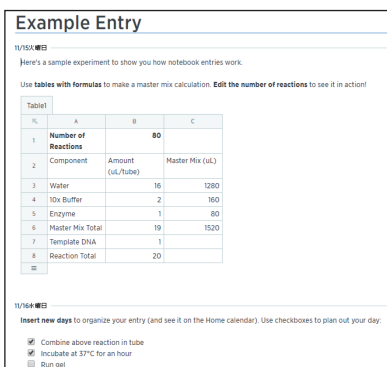 Example Entry
11/15火曜日
Here's a sample experiment to show you how notebook entries work.
Use tables with formulas to make a master mix calculation. Edit the number of reactions to see it in action!
Table1
A B C
1 Number of Reactions 80
2 Component Amount (uL/tube) Master Mix (uL)
3 Water 16 1280
4 10x Buffer 2 160
5 Enzyme 1 80
6 Master Mix Total 19 1520
7 Template DNA 1
8 Reaction Total 20
11/16水曜日
Insert new days to organize your entry (and see it on the Home calendar). Use checkboxes to plan out your day:
Combine above reaction in tube
Incubate at 37°C for an hour
Run gel